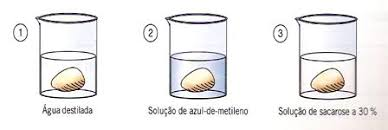 1
2
3
Água destilada
Solução de azul-de-metileno
Solução de sacarose a 30 %